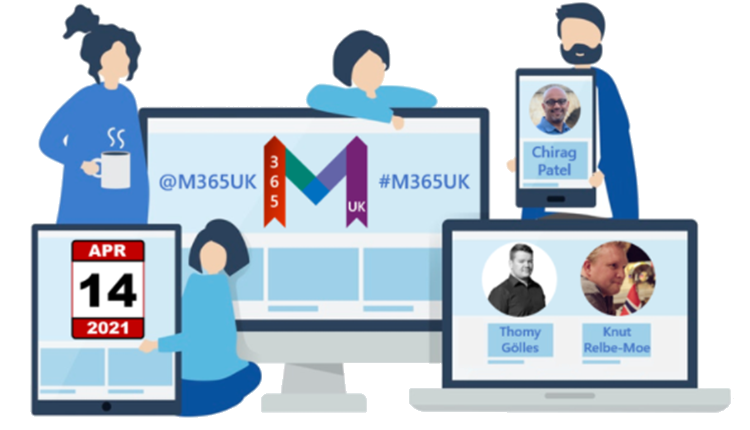 @M365UK
365
UK
#M365UK
Chirag
Patel
APR
14
2021
Thomy
Gölles
Knut
Relbe-Moe